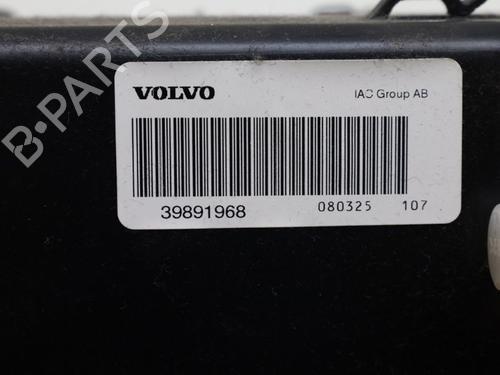 VOLVO
IAC Group AB
39891968
080325 107
B-PARTS